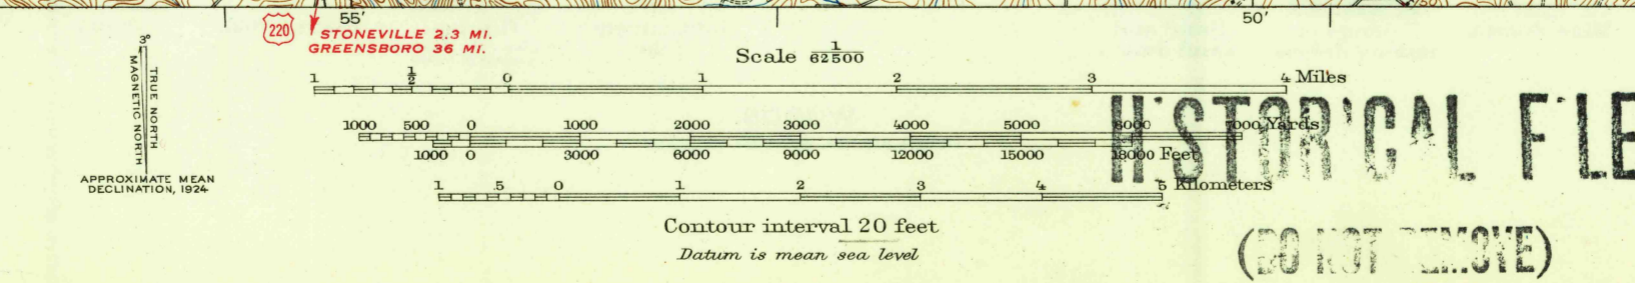 55'
50'
220
STONEVILLE 2.3 MI.
GREENSBORO 36 MI.
3°
TRUE NORTH
MAGNETIC NORTH
APPROXIMATE MEAN
DECLINATION, 1924
Scale 1/62500
1 1/2 0 1 2 3 4 Miles
1000 500 0 1000 2000 3000 4000 5000 6000 7000 Yards
1000 0 3000 6000 9000 12000 15000 18000 Feet
1 .5 0 1 2 3 4 5 Kilometers
Contour interval 20 feet
Datum is mean sea level
HISTORICAL FILE
(DO NOT REMOVE)